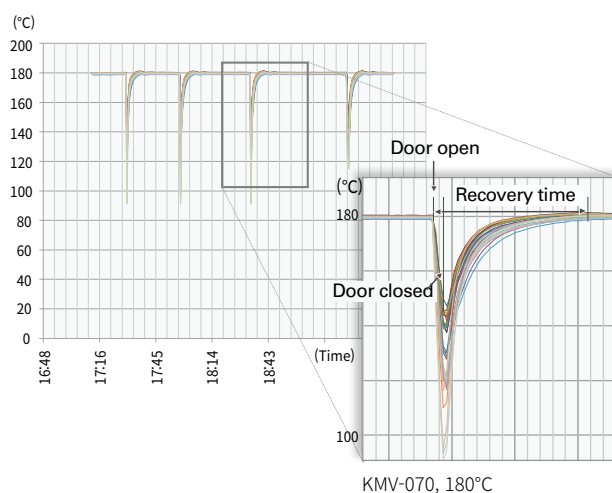 (°C)
200
180
160
140
120
100
80
60
40
20
0
16:48
17:16
17:45
18:14
18:43
(Time)
Door open
(°C)
Recovery time
180
Door closed
100
KMV-070, 180°C